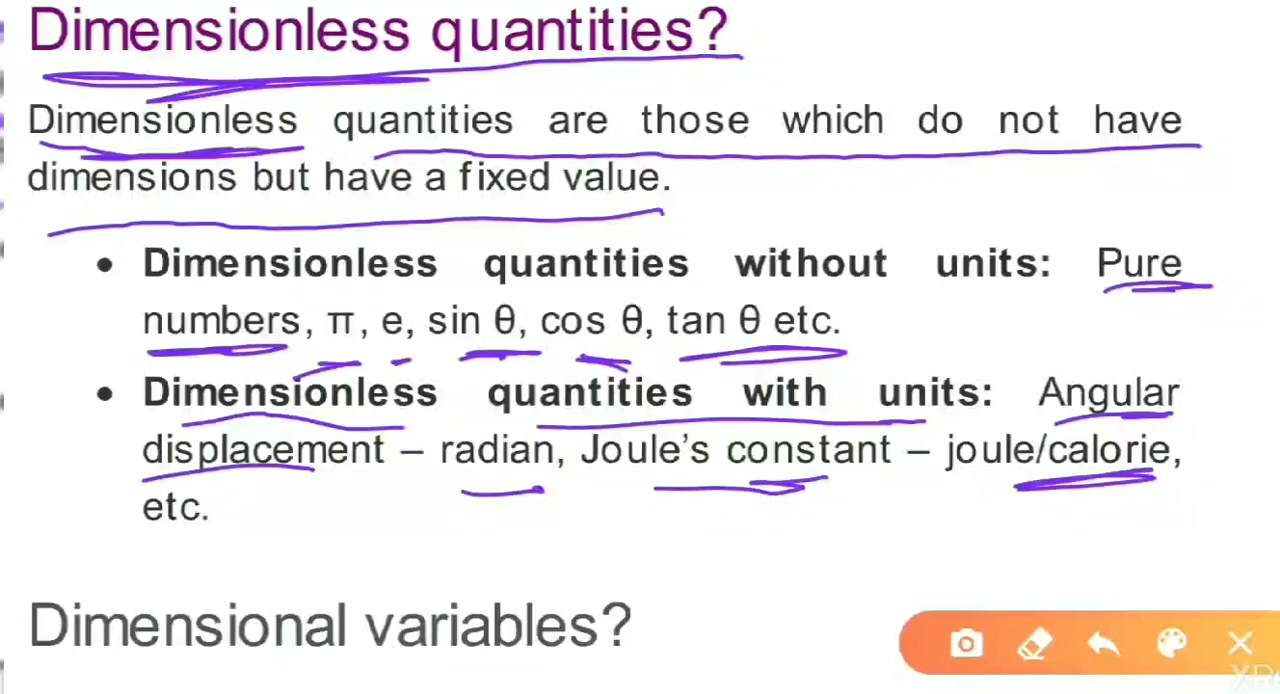 Dimensionless quantities?
Dimensionless quantities are those which do not have
dimensions but have a fixed value.
• Dimensionless quantities without units: Pure
numbers, π, e, sin θ, cos θ, tan θ etc.
• Dimensionless quantities with units: Angular
displacement – radian, Joule’s constant – joule/calorie,
etc.
Dimensional variables?